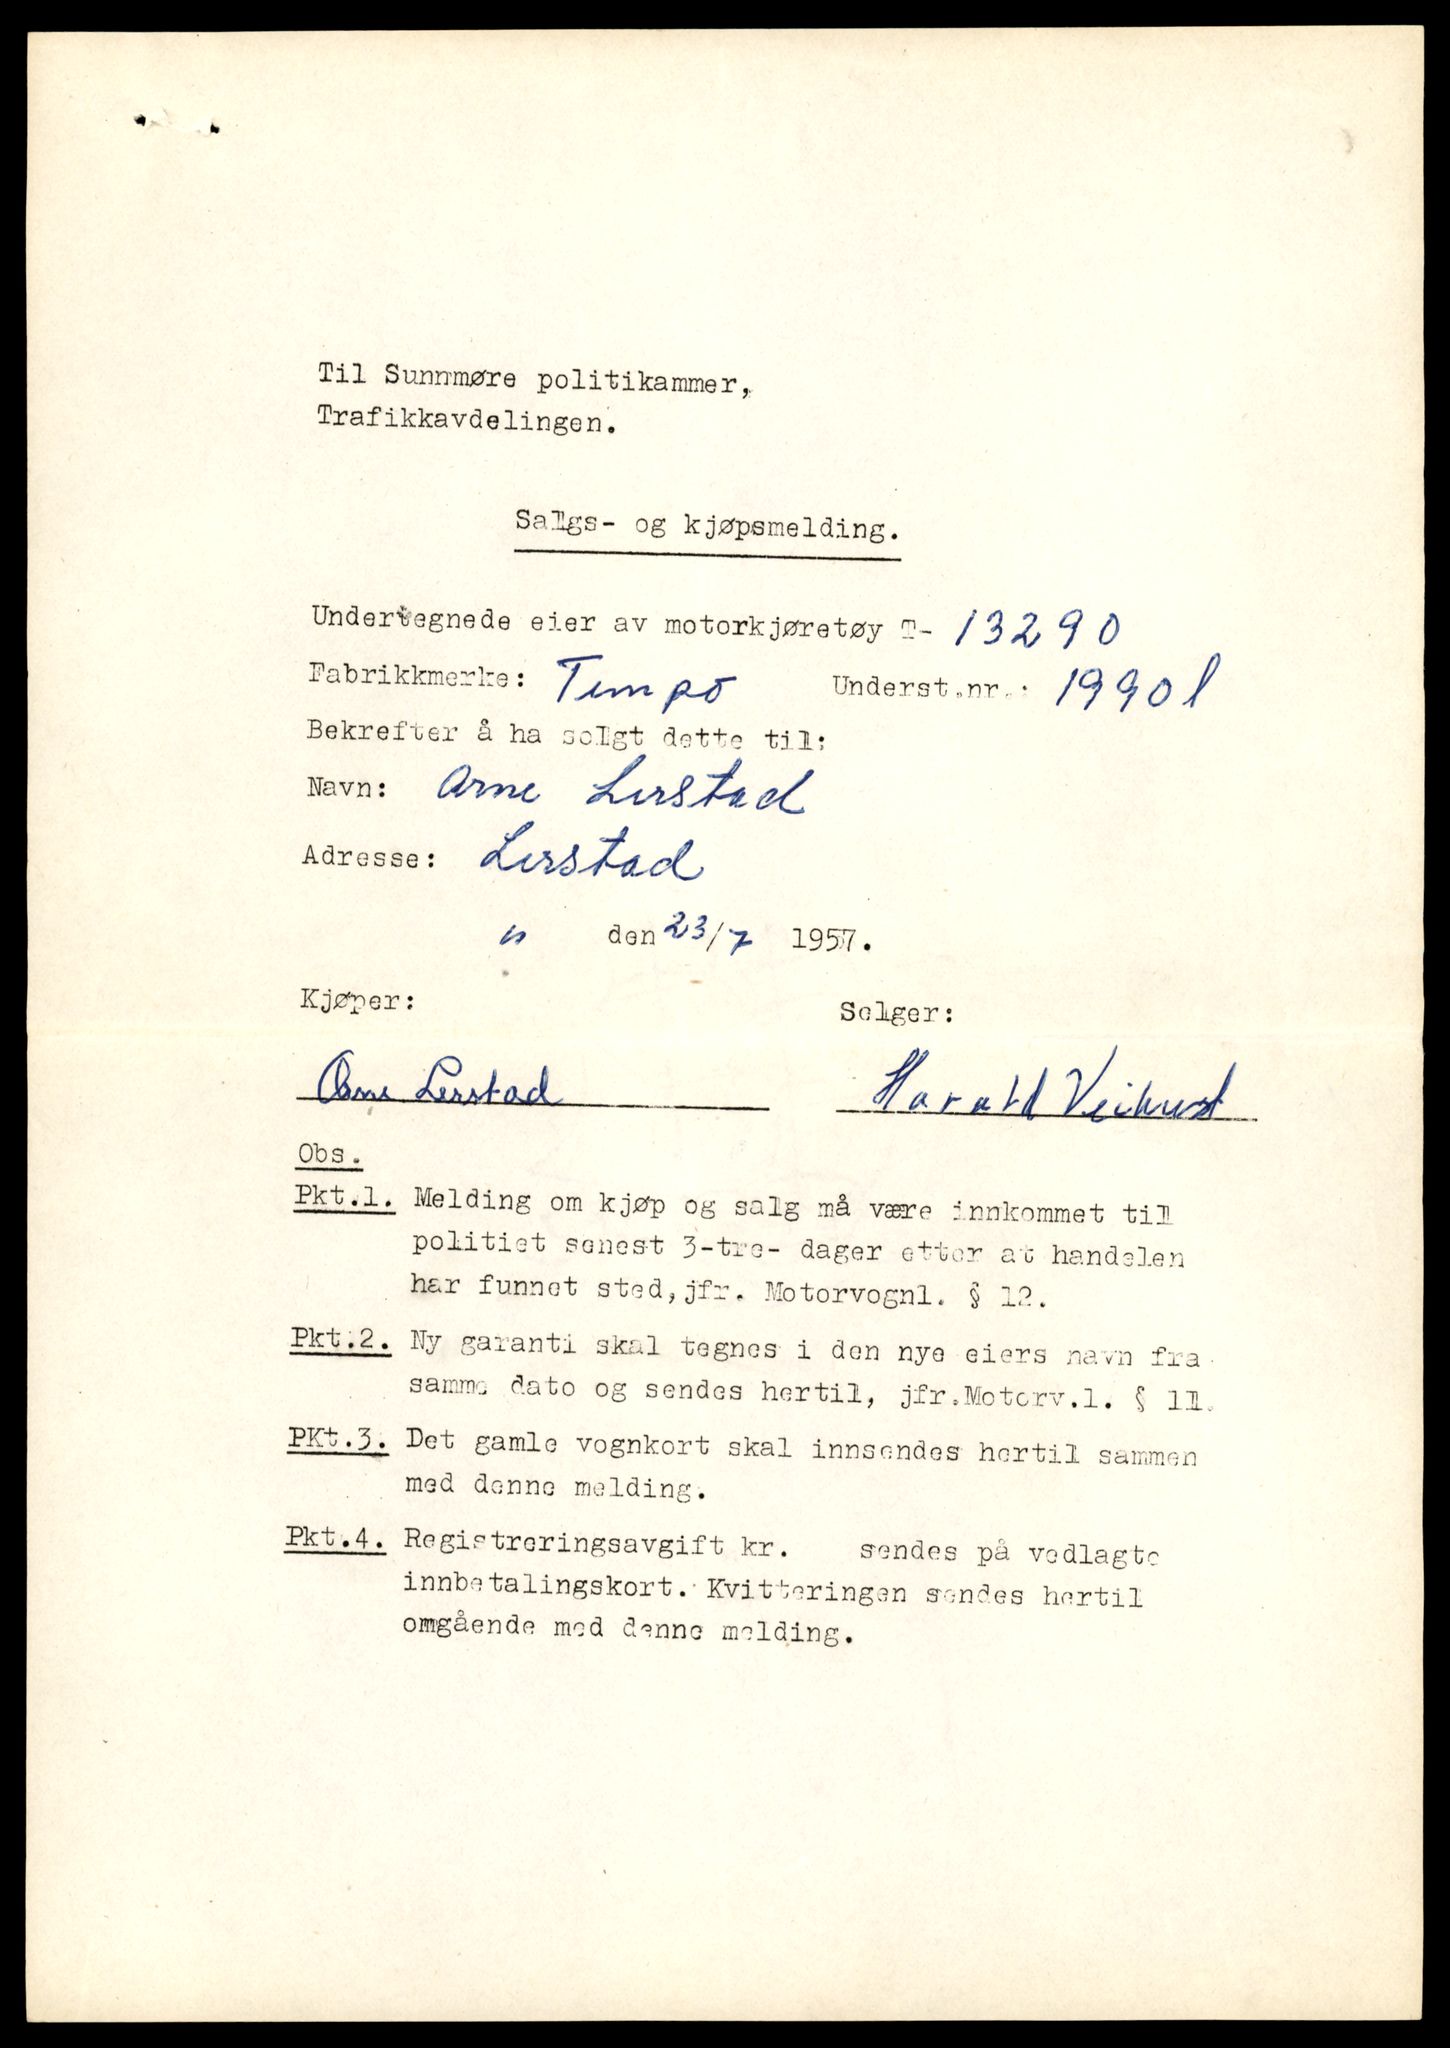 Til Sunnmøre politikammer,
Trafikkavdelingen.
Salgs- og kjøpsmelding.
Undertegnede eier av motorkjøretøy T- 13290
Fabrikkmerke: Tempo Underst.nr.: 19901
Bekrefter å ha solgt dette til:
Navn: Arne Lerstad
Adresse: Lerstad
" den 23/7 1957.
Kjøper: Selger:
Arne Lerstad Harald
Obs.
Pkt.1. Melding om kjøp og salg må være innkommet til
politiet senest 3-tre- dager etter at handelen
har funnet sted, jfr. Motorvognl. § 12.
Pkt.2. Ny garanti skal tegnes i den nye eiers navn fra
samme dato og sendes hertil, jfr.Motorv.l. § 11.
PKt.3. Det gamle vognkort skal innsendes hertil sammen
med denne melding.
Pkt.4. Registreringsavgift kr. sendes på vedlagte
innbetalingskort. Kvitteringen sendes hertil
omgående med denne melding.